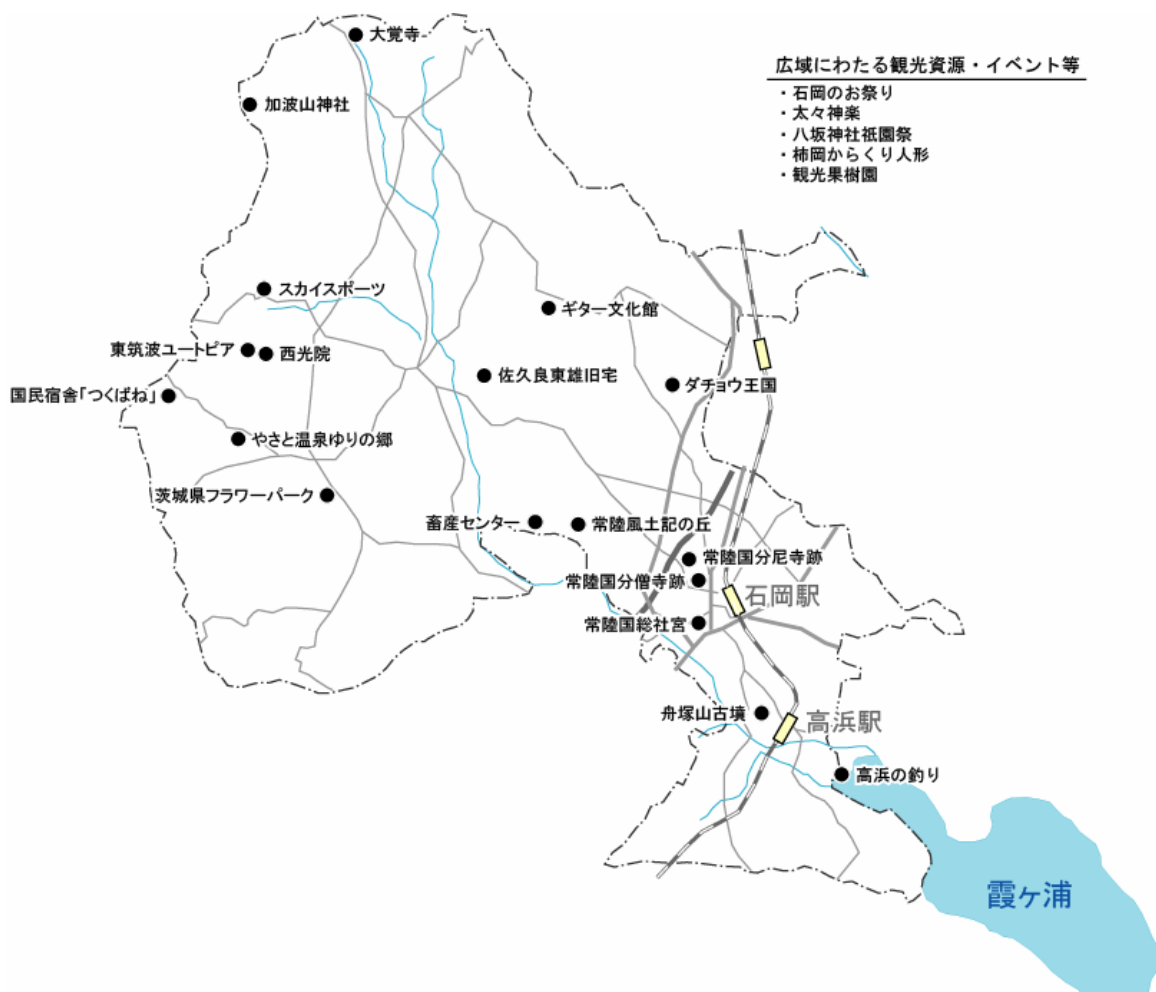 大覚寺
広域にわたる観光資源・イベント等
・石岡のお祭り
・太々神楽
・八坂神社祇園祭
・柿岡からくり人形
・観光果樹園
加波山神社
スカイスポーツ
ギター文化館
東筑波ユートピア
西光院
佐久良東雄旧宅
ダチョウ王国
国民宿舎「つくばね」
やさと温泉ゆりの郷
茨城県フラワーパーク
畜産センター
常陸風土記の丘
常陸国分尼寺跡
常陸国分僧寺跡
石岡駅
常陸国総社宮
舟塚山古墳
高浜駅
高浜の釣り
霞ヶ浦